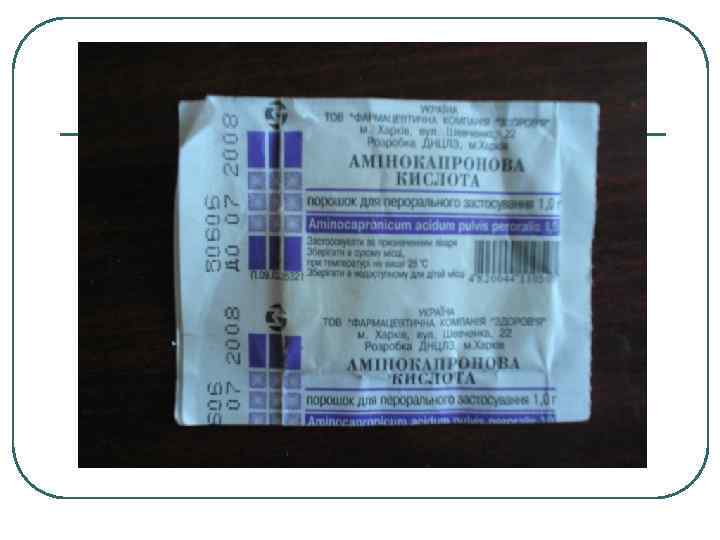 УКРАЇНА
ТОВ "ФАРМАЦЕВТИЧНА КОМПАНІЯ "ЗДОРОВ'Я"
м. Харків, вул. Шевченка, 22
Розробка ДНЦЛЗ, м.Харків
АМІНОКАПРОНОВА
КИСЛОТА
порошок для перорального застосування 1,0 г
Aminocapronicum acidum pulvis peroralis
Застосовувати за призначенням лікаря
Зберігати в сухому місці,
при температурі не вище 25 °C
Зберігати в недоступному для дітей місці
50606
ДО 07 2008
УКРАЇНА
ТОВ "ФАРМАЦЕВТИЧНА КОМПАНІЯ "ЗДОРОВ'Я"
м. Харків, вул. Шевченка, 22
Розробка ДНЦЛЗ, м.Харків
АМІНОКАПРОНОВА
КИСЛОТА
порошок для перорального застосування 1,0 г
Aminocapronicum acidum pulvis peroralis
606
07 2008